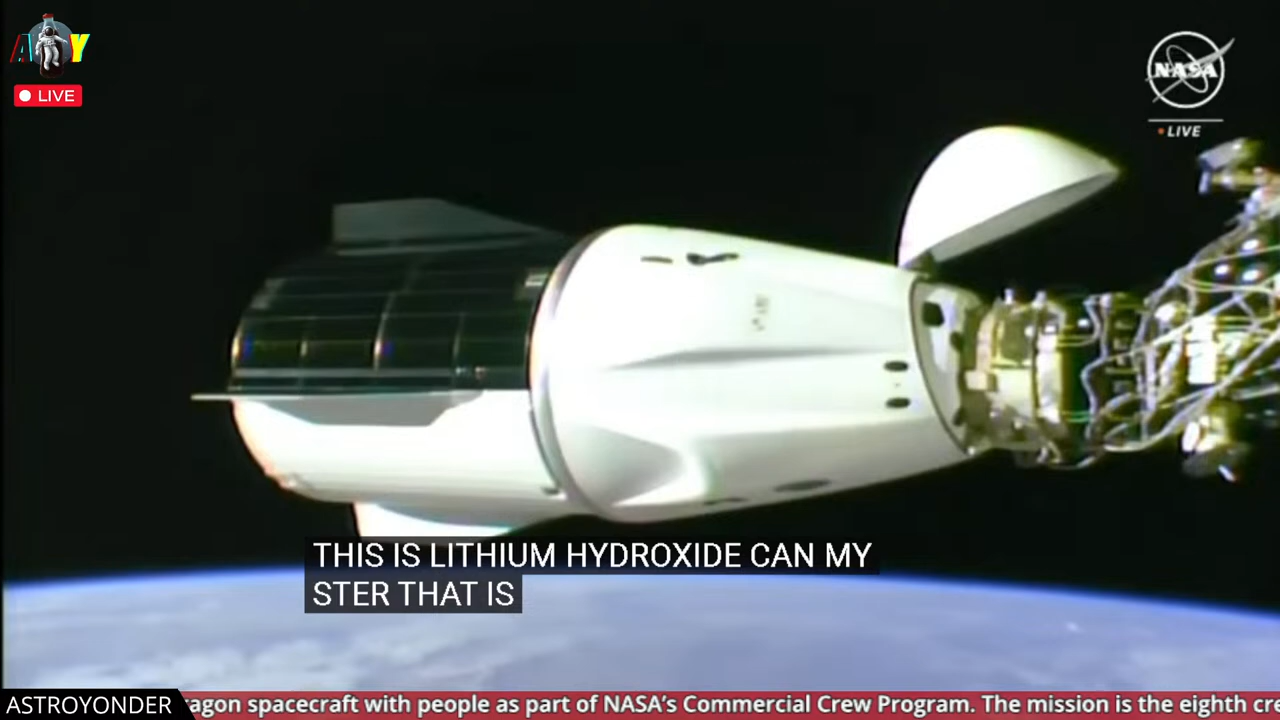 A Y
LIVE
NASA
LIVE
THIS IS LITHIUM HYDROXIDE CAN MY
STER THAT IS
ASTROYONDER
ragon spacecraft with people as part of NASA's Commercial Crew Program. The mission is the eighth cre